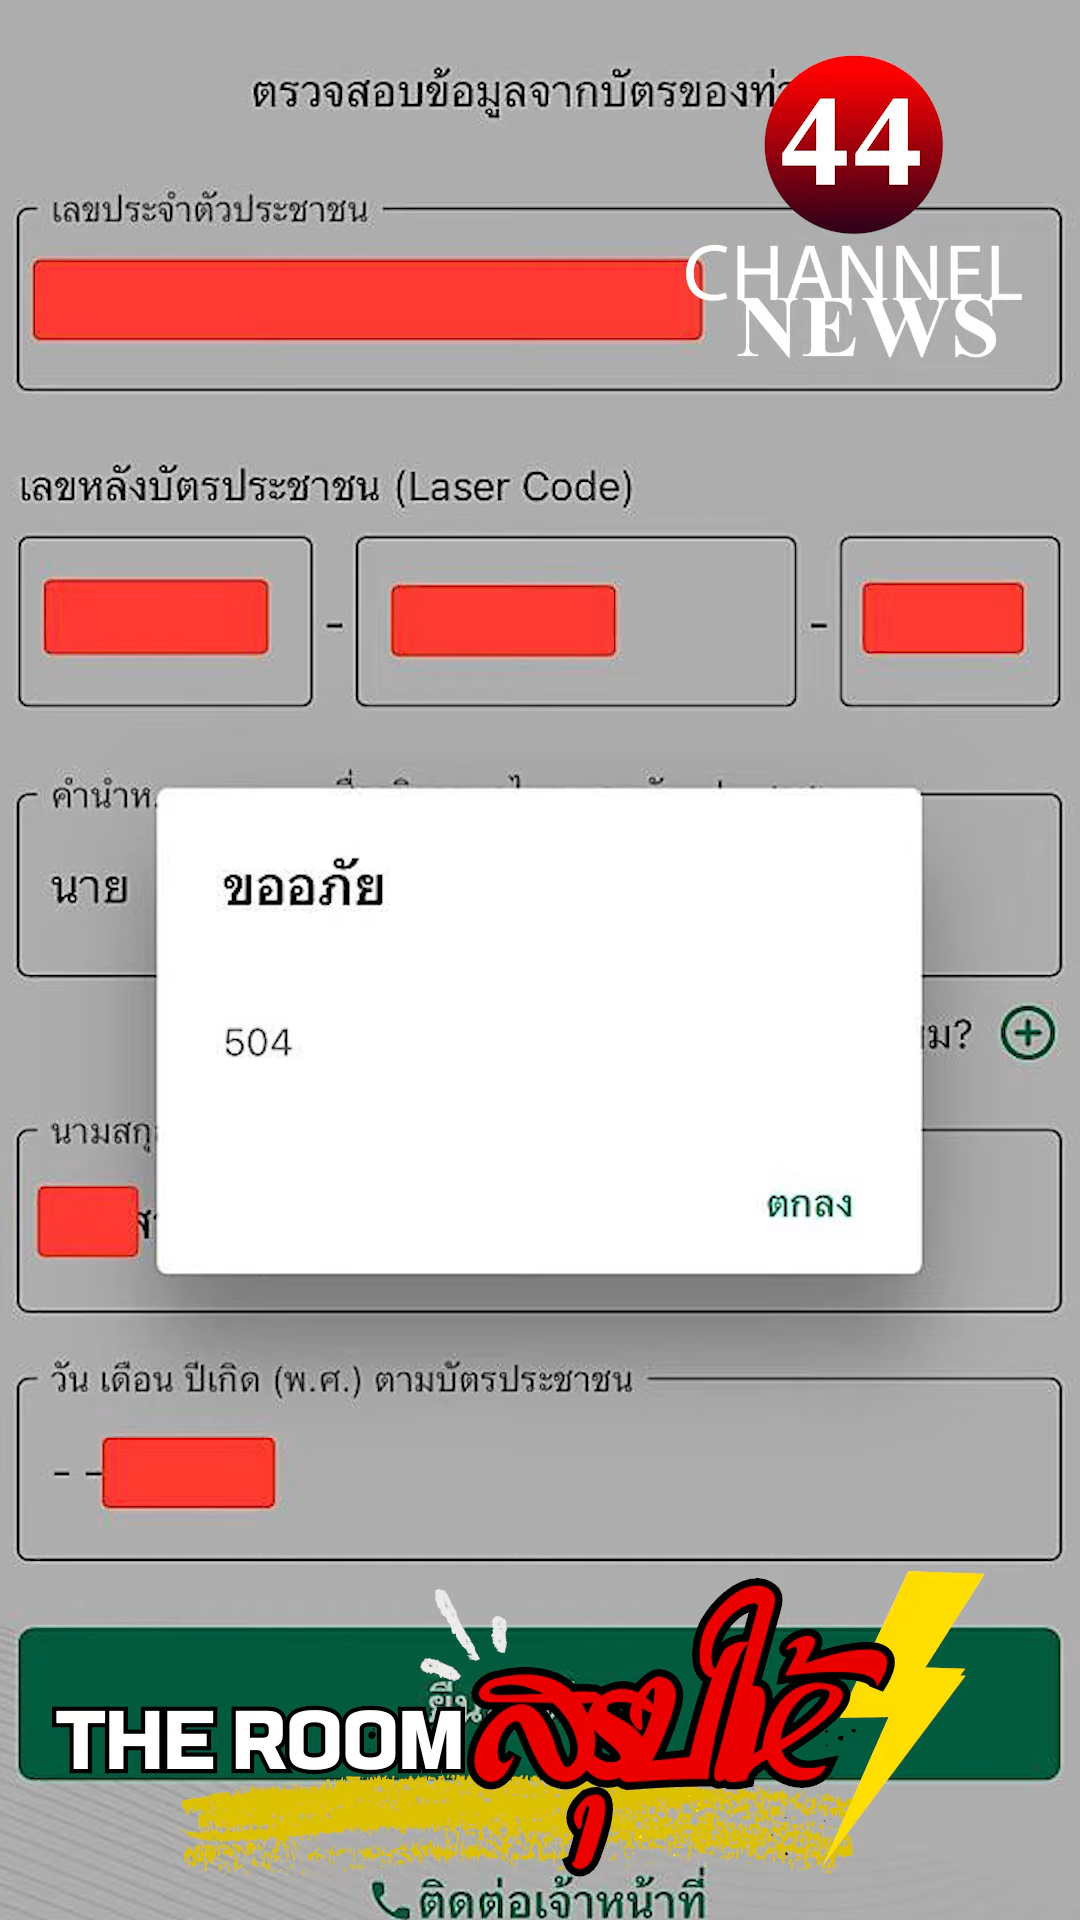 ตรวจสอบข้อมูลจากบัตรของท่า
44
CHANNEL
NEWS
เลขประจำตัวประชาชน
เลขหลังบัตรประชาชน (Laser Code)
- -
คำนำห
นาย
ขออภัย
504
ตกลง
ม?
นามสกุ
วัน เดือน ปีเกิด (พ.ศ.) ตามบัตรประชาชน
- -
THE ROOM สรุปให้
ติดต่อเจ้าหน้าที่